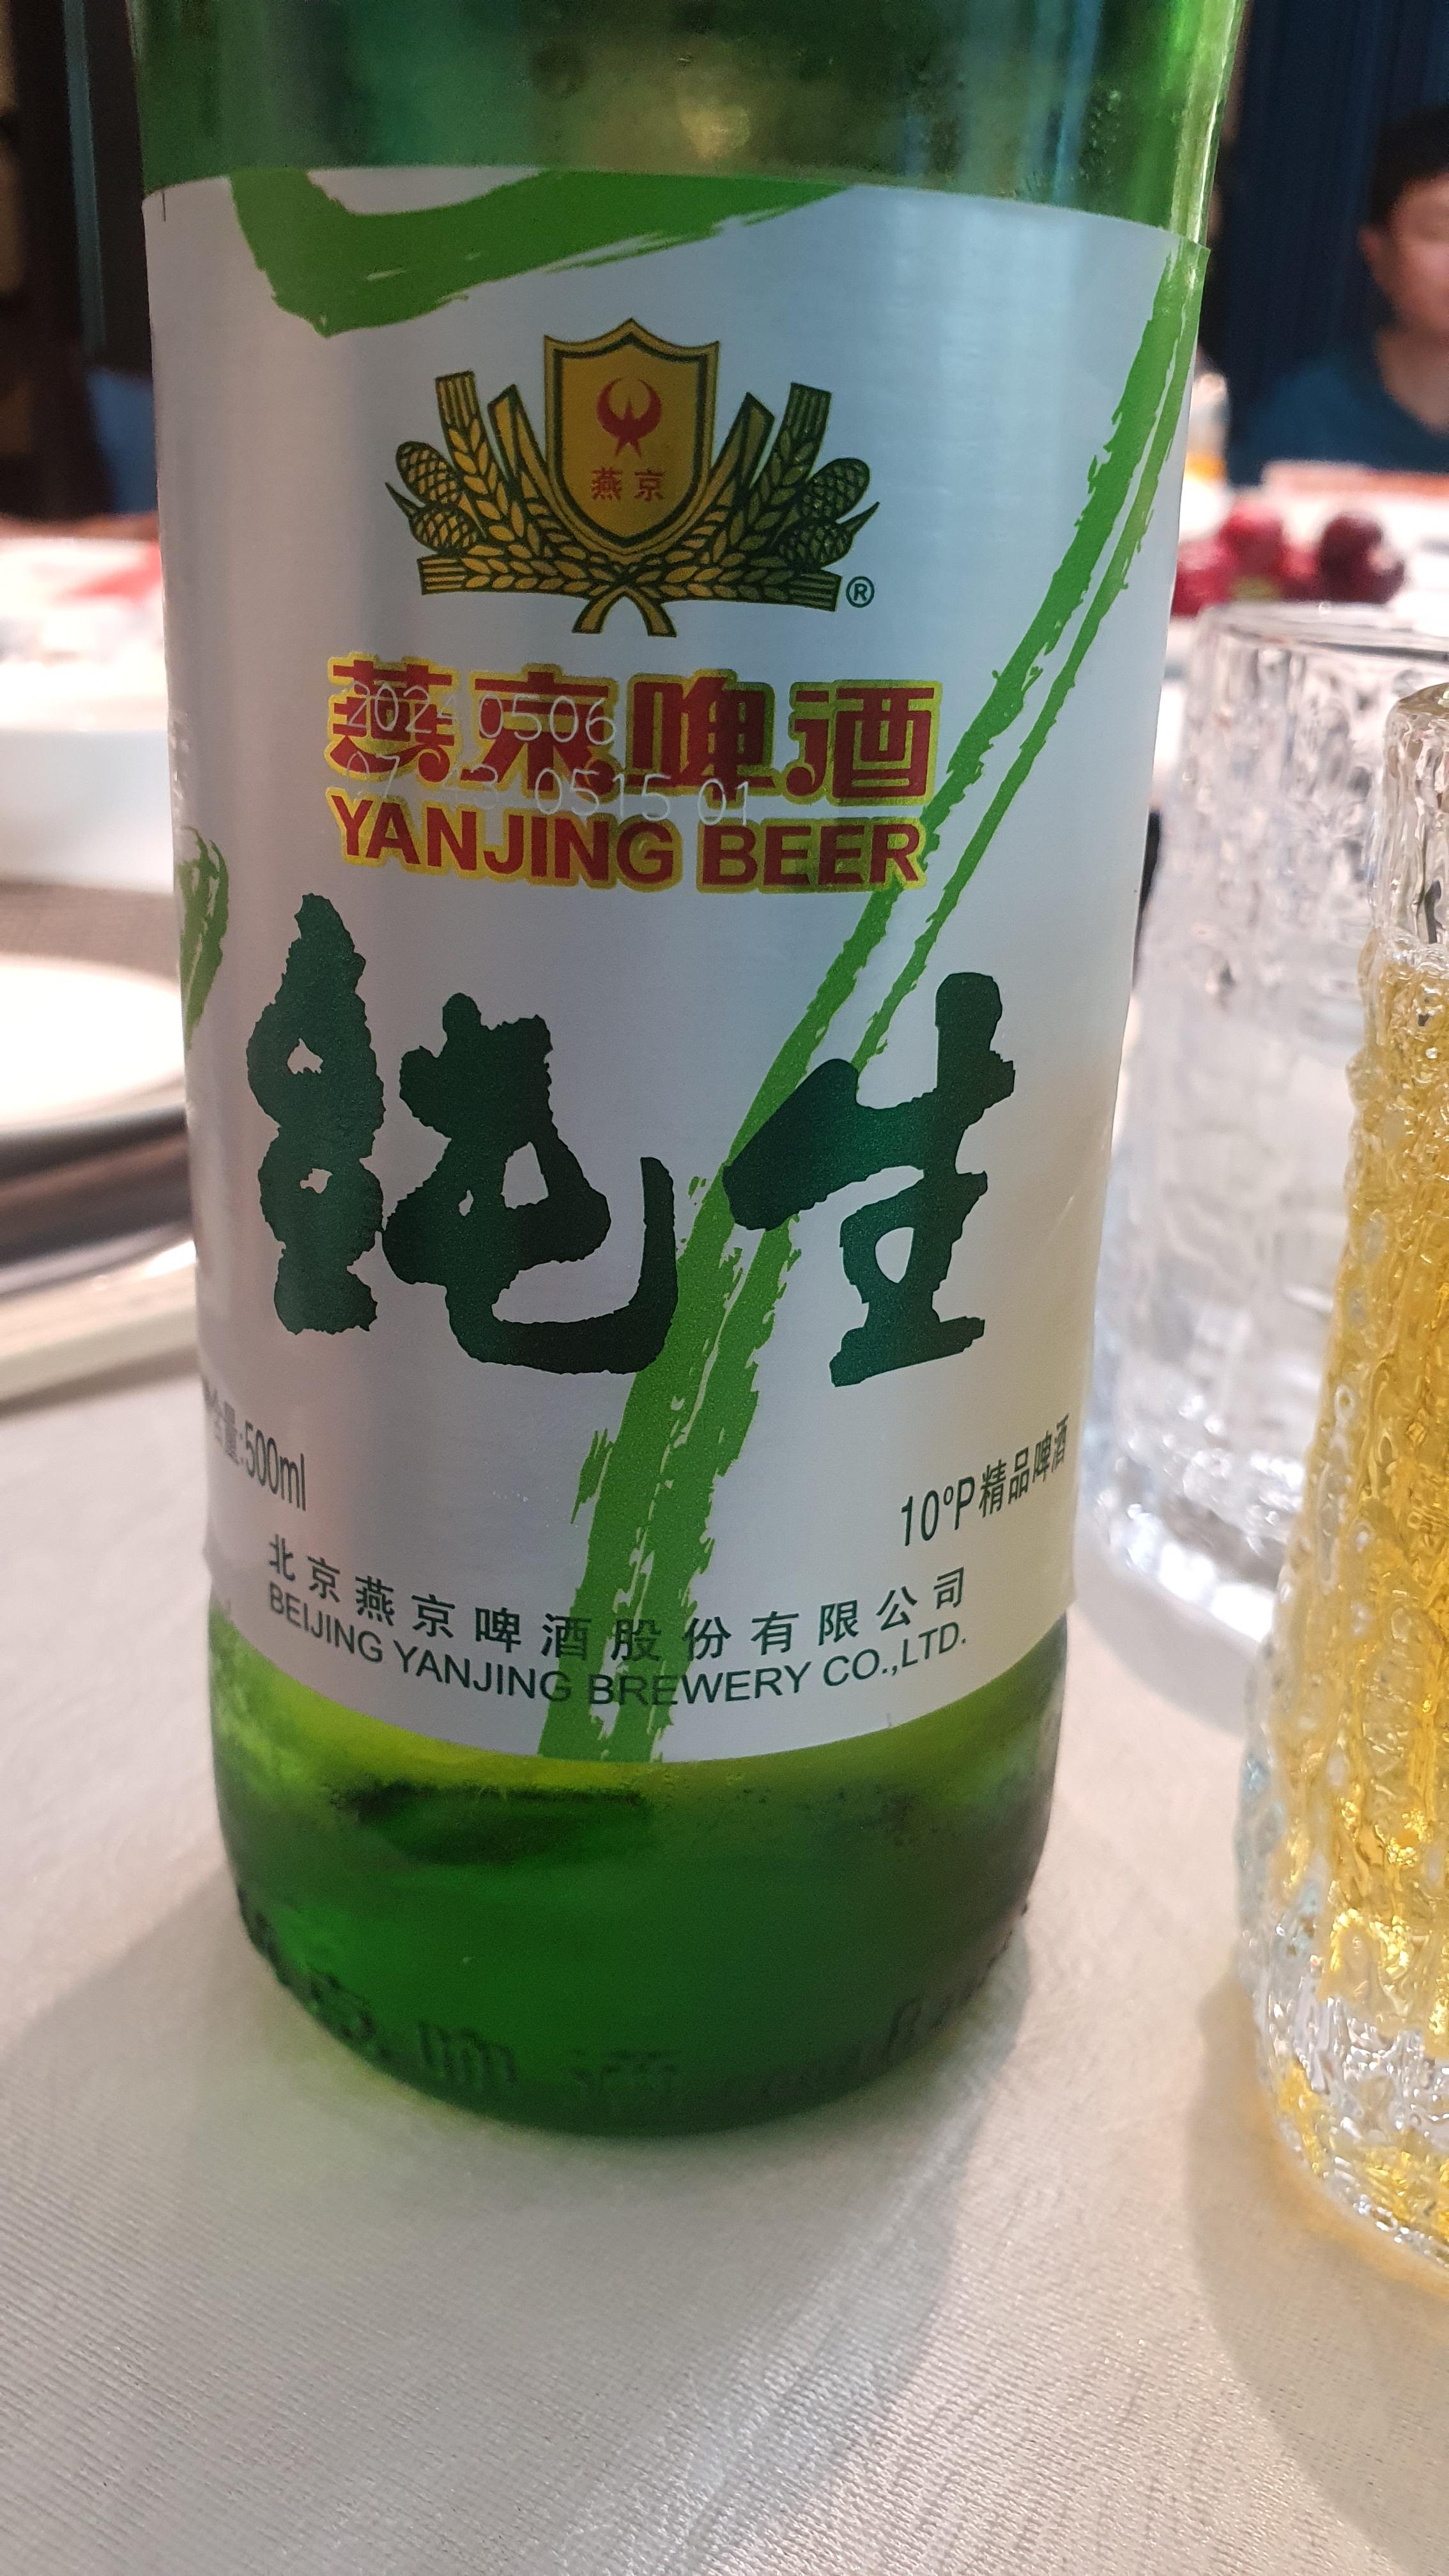 燕京
®
燕京啤酒
YANJING BEER
纯生
500ml
10°P精品啤酒
北京燕京啤酒股份有限公司
BEIJING YANJING BREWERY CO.,LTD.